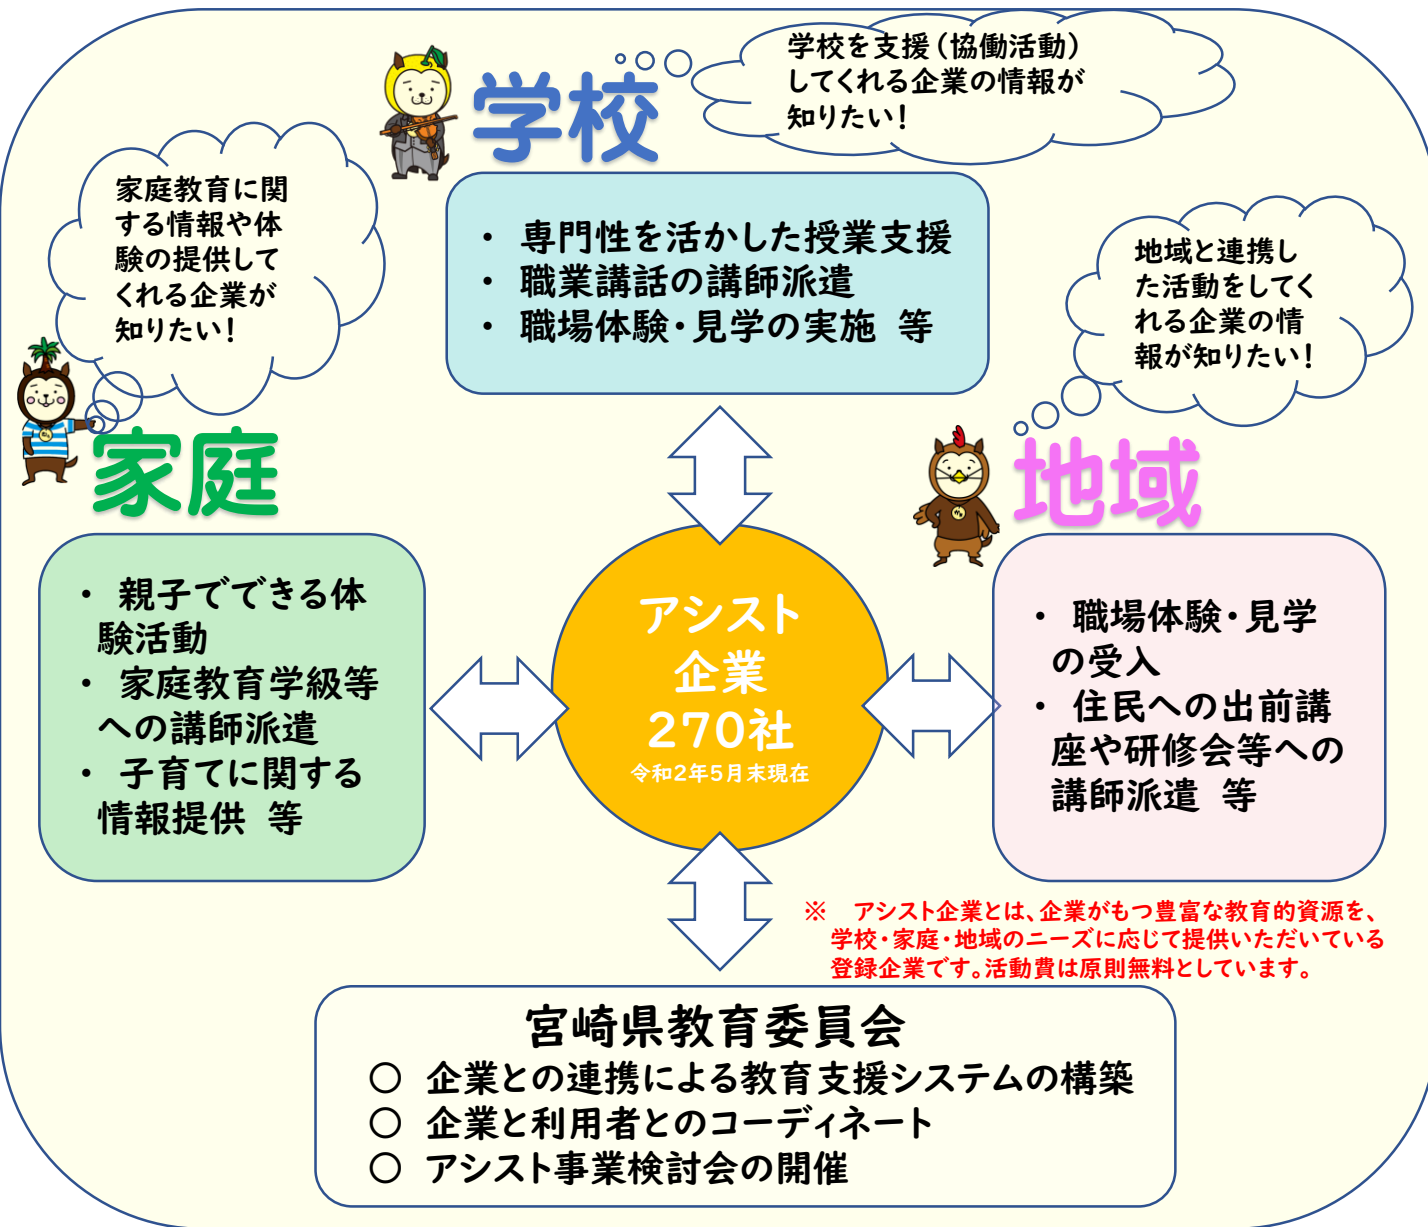 学校を支援（協働活動）
してくれる企業の情報が
知りたい！
学校
家庭教育に関
する情報や体
験の提供して
くれる企業が
知りたい！
・ 専門性を活かした授業支援
・ 職業講話の講師派遣
・ 職場体験・見学の実施 等
地域と連携し
た活動をしてく
れる企業の情
報が知りたい！
家庭
地域
・ 親子でできる体
験活動
・ 家庭教育学級等
への講師派遣
・ 子育てに関する
情報提供 等
アシスト
企業
270社
令和2年5月末現在
・ 職場体験・見学
の受入
・ 住民への出前講
座や研修会等への
講師派遣 等
※ アシスト企業とは、企業がもつ豊富な教育的資源を、
学校・家庭・地域のニーズに応じて提供いただいている
登録企業です。活動費は原則無料としています。
宮崎県教育委員会
○ 企業との連携による教育支援システムの構築
○ 企業と利用者とのコーディネート
○ アシスト事業検討会の開催